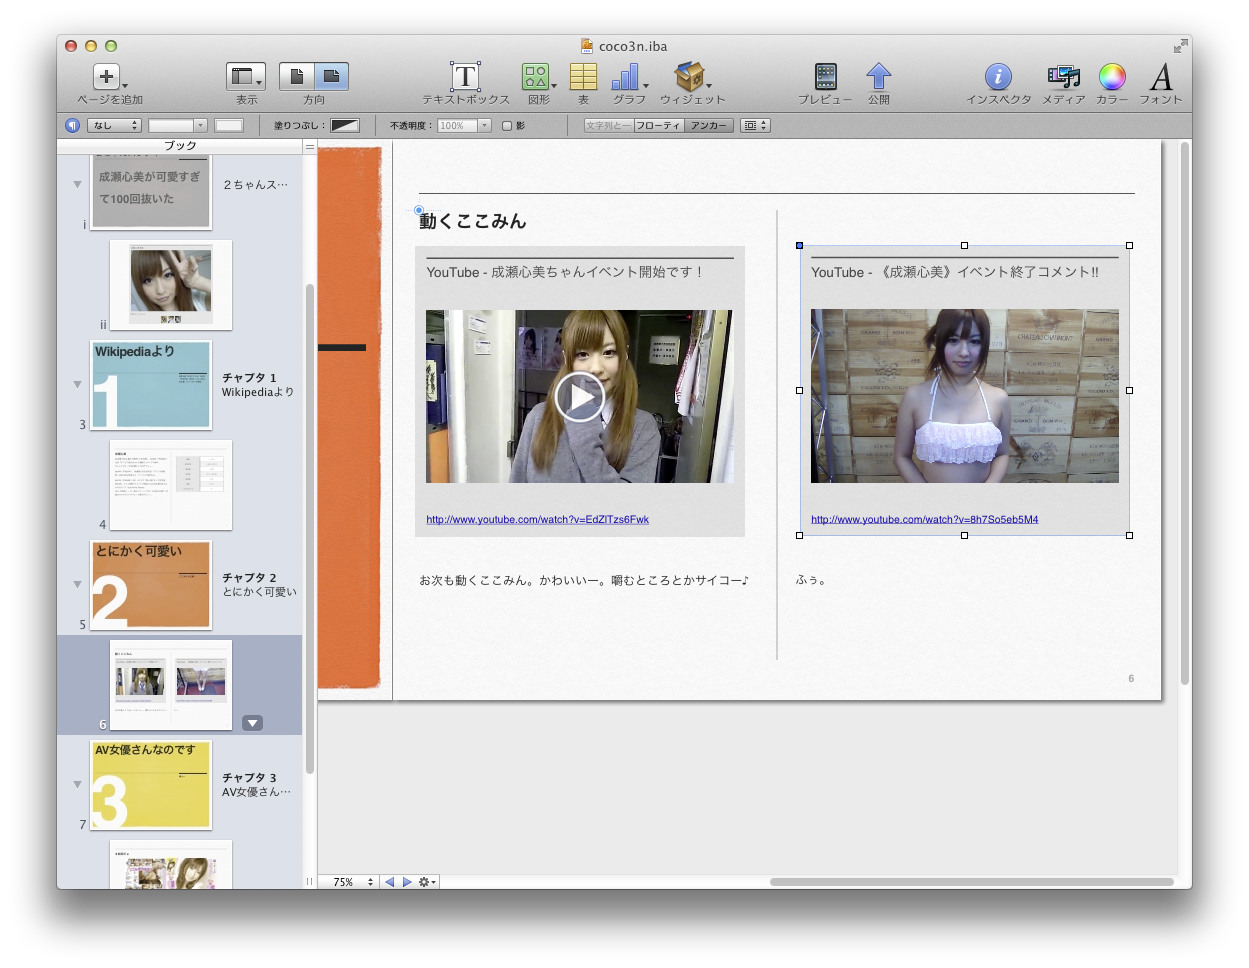 coco3n.iba
ページを追加
表示
方向
テキストボックス
図形
表
グラフ
ウィジェット
プレビュー
公開
インスペクタ
メディア
カラー
フォント
なし
塗りつぶし：
不透明度：
100%
影
文字列と一
フローティ
アンカー
ブック
成瀬心美が可愛すぎ
て100回抜いた
２ちゃんス…
i
ii
Wikipediaより
1
チャプタ 1
Wikipediaより
3
4
とにかく可愛い
2
チャプタ 2
とにかく可愛い
5
6
AV女優さんなのです
3
チャプタ 3
AV女優さん…
7
動くここみん
YouTube - 成瀬心美ちゃんイベント開始です！
http://www.youtube.com/watch?v=EdZlTzs6Fwk
お次も動くここみん。かわいいー。嚼むところとかサイコー♪
YouTube - 《成瀬心美》イベント終了コメント!!
http://www.youtube.com/watch?v=8h7So5eb5M4
ふぅ。
6
75%